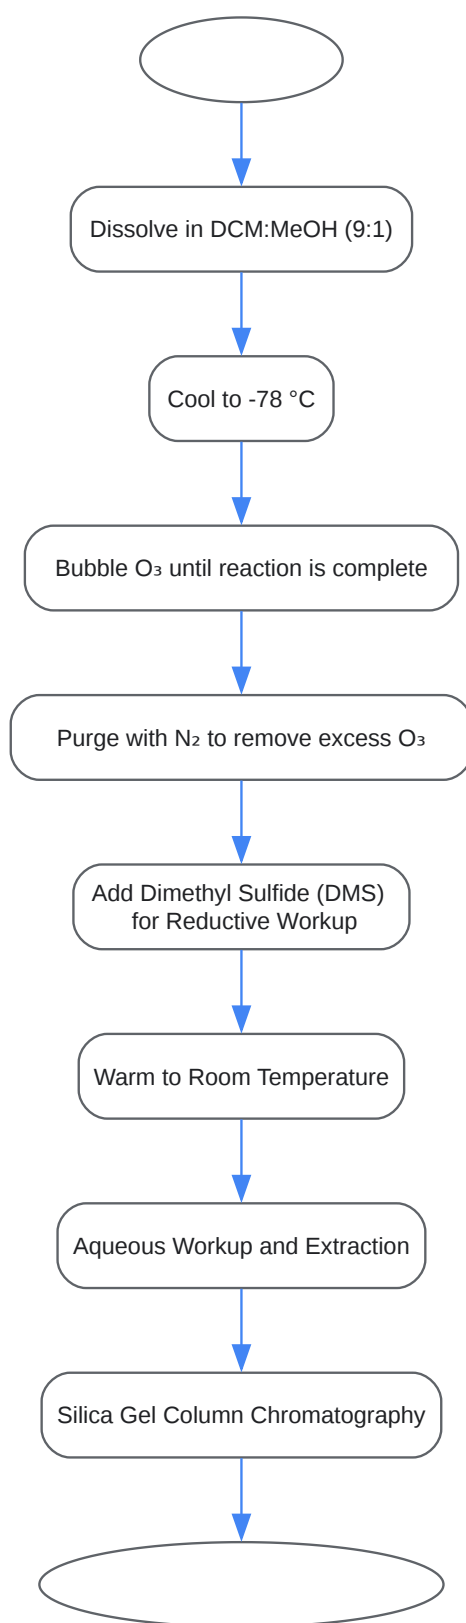 Dissolve in DCM:MeOH (9:1)
Cool to -78 °C
Bubble O₃ until reaction is complete
Purge with N₂ to remove excess O₃
Add Dimethyl Sulfide (DMS)
for Reductive Workup
Warm to Room Temperature
Aqueous Workup and Extraction
Silica Gel Column Chromatography